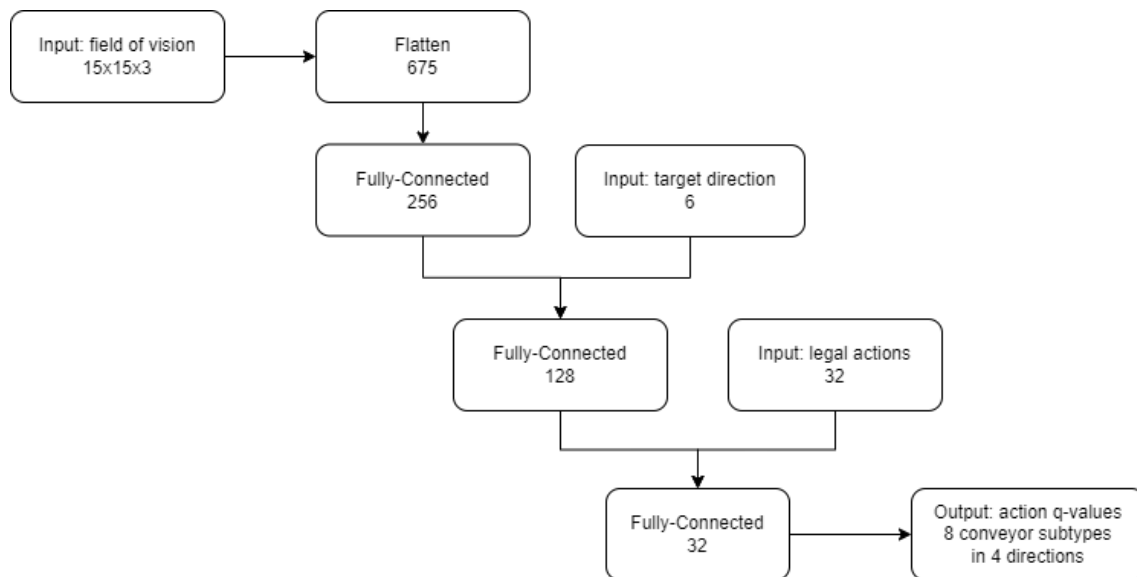 Input: field of vision
15x15x3
Flatten
675
Fully-Connected
256
Input: target direction
6
Fully-Connected
128
Input: legal actions
32
Fully-Connected
32
Output: action q-values
8 conveyor subtypes
in 4 directions